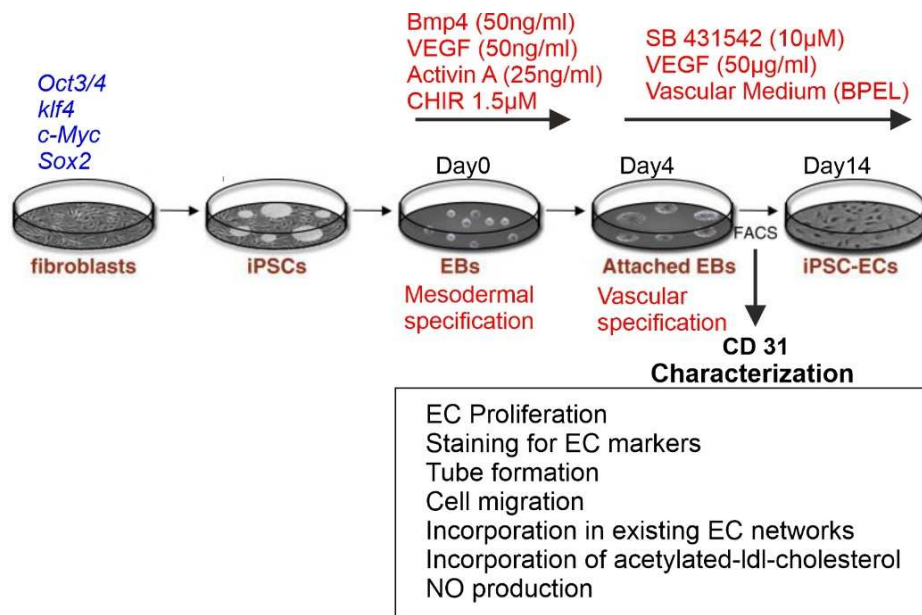 Bmp4 (50ng/ml)
VEGF (50ng/ml)
Activin A (25ng/ml)
CHIR 1.5µM
SB 431542 (10µM)
VEGF (50µg/ml)
Vascular Medium (BPEL)
Oct3/4
klf4
c-Myc
Sox2
Day0
Day4
Day14
FACS
fibroblasts
iPSCs
EBs
Attached EBs
iPSC-ECs
Mesodermal
specification
Vascular
specification
CD 31
Characterization
EC Proliferation
Staining for EC markers
Tube formation
Cell migration
Incorporation in existing EC networks
Incorporation of acetylated-ldl-cholesterol
NO production